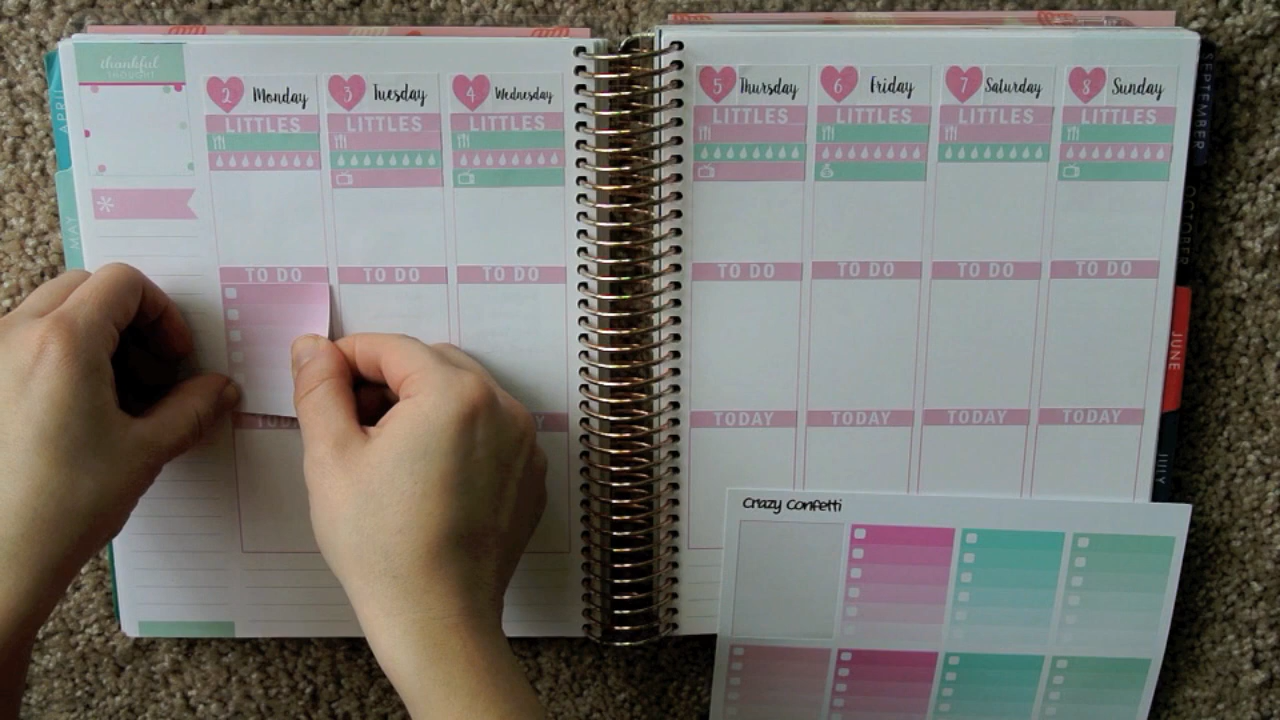 thankful
THOUGHT
2 Monday
3 Tuesday
4 Wednesday
5 Thursday
6 Friday
7 Saturday
8 Sunday
LITTLES LITTLES LITTLES LITTLES LITTLES LITTLES LITTLES
TO DO TO DO TO DO TO DO TO DO TO DO TO DO
TODAY TODAY TODAY TODAY
APRIL
MAY
SEPTEMBER
OCTOBER
JUNE
JULY
Crazy Confetti